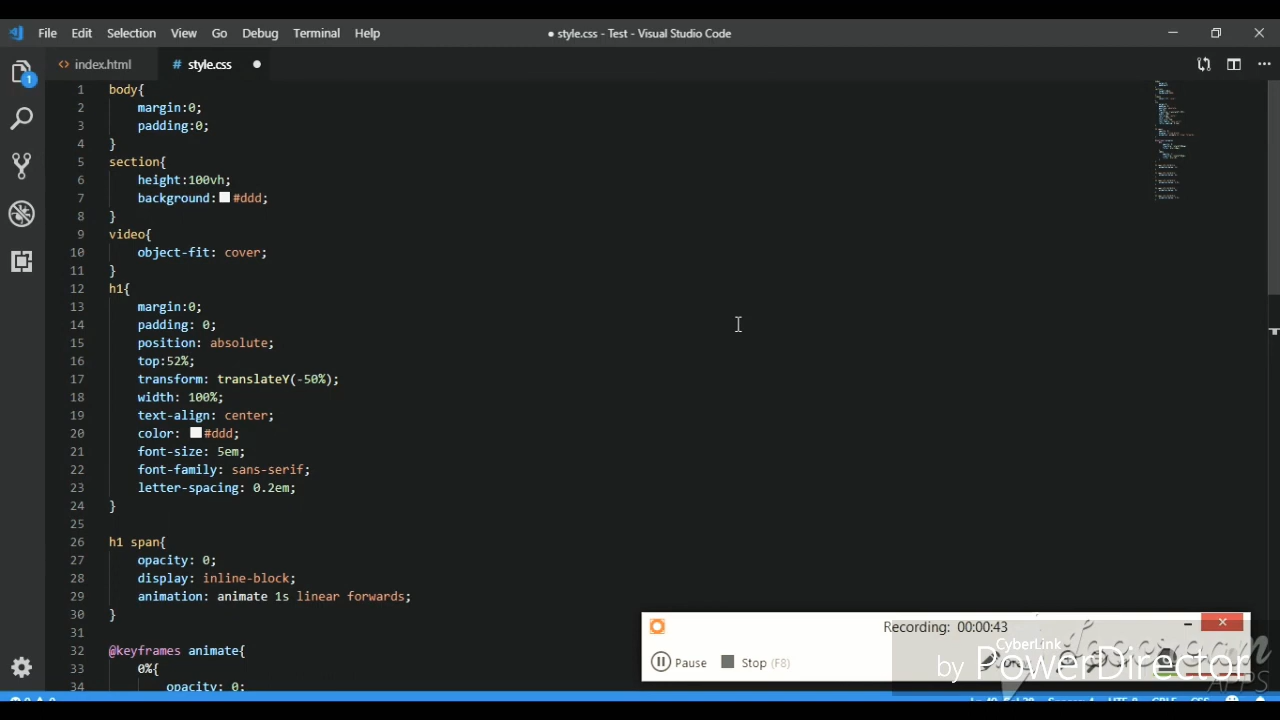 File Edit Selection View Go Debug Terminal Help ● style.css - Test - Visual Studio Code
index.html # style.css
1
1 body{
2 margin:0;
3 padding:0;
4 }
5 section{
6 height:100vh;
7 background: #ddd;
8 }
9 video{
10 object-fit: cover;
11 }
12 h1{
13 margin:0;
14 padding: 0;
15 position: absolute;
16 top:52%;
17 transform: translateY(-50%);
18 width: 100%;
19 text-align: center;
20 color: #ddd;
21 font-size: 5em;
22 font-family: sans-serif;
23 letter-spacing: 0.2em;
24 }
25
26 h1 span{
27 opacity: 0;
28 display: inline-block;
29 animation: animate 1s linear forwards;
30 }
31
32 @keyframes animate{
33 0%{
34 opacity: 0;
Recording: 00:00:43
Pause Stop (F8)
CyberLink
by PowerDirector
APPS